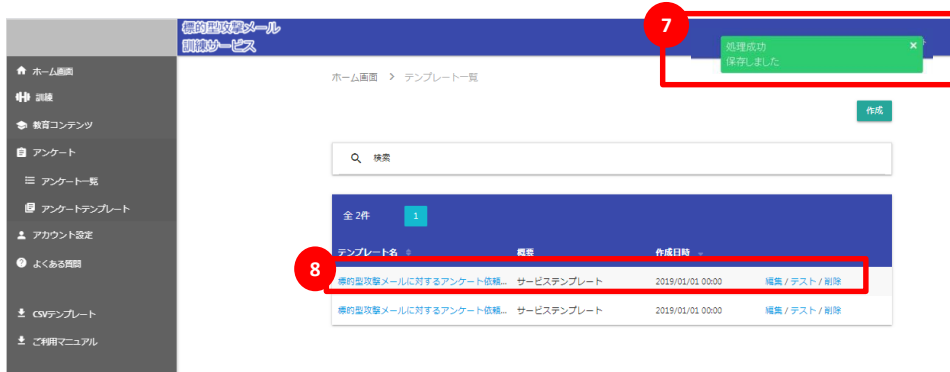 標的型攻撃メール
訓練サービス
7
処理成功
×
保存しました
ホーム画面
訓練
教育コンテンツ
アンケート
アンケート一覧
アンケートテンプレート
アカウント設定
よくある質問
CSVテンプレート
ご利用マニュアル
ホーム画面 > テンプレート一覧
作成
検索
全 2件 1
テンプレート名 概要 作成日時
8
標的型攻撃メールに対するアンケート依頼... サービステンプレート 2019/01/01 00:00 編集 / テスト / 削除
標的型攻撃メールに対するアンケート依頼... サービステンプレート 2019/01/01 00:00 編集 / テスト / 削除